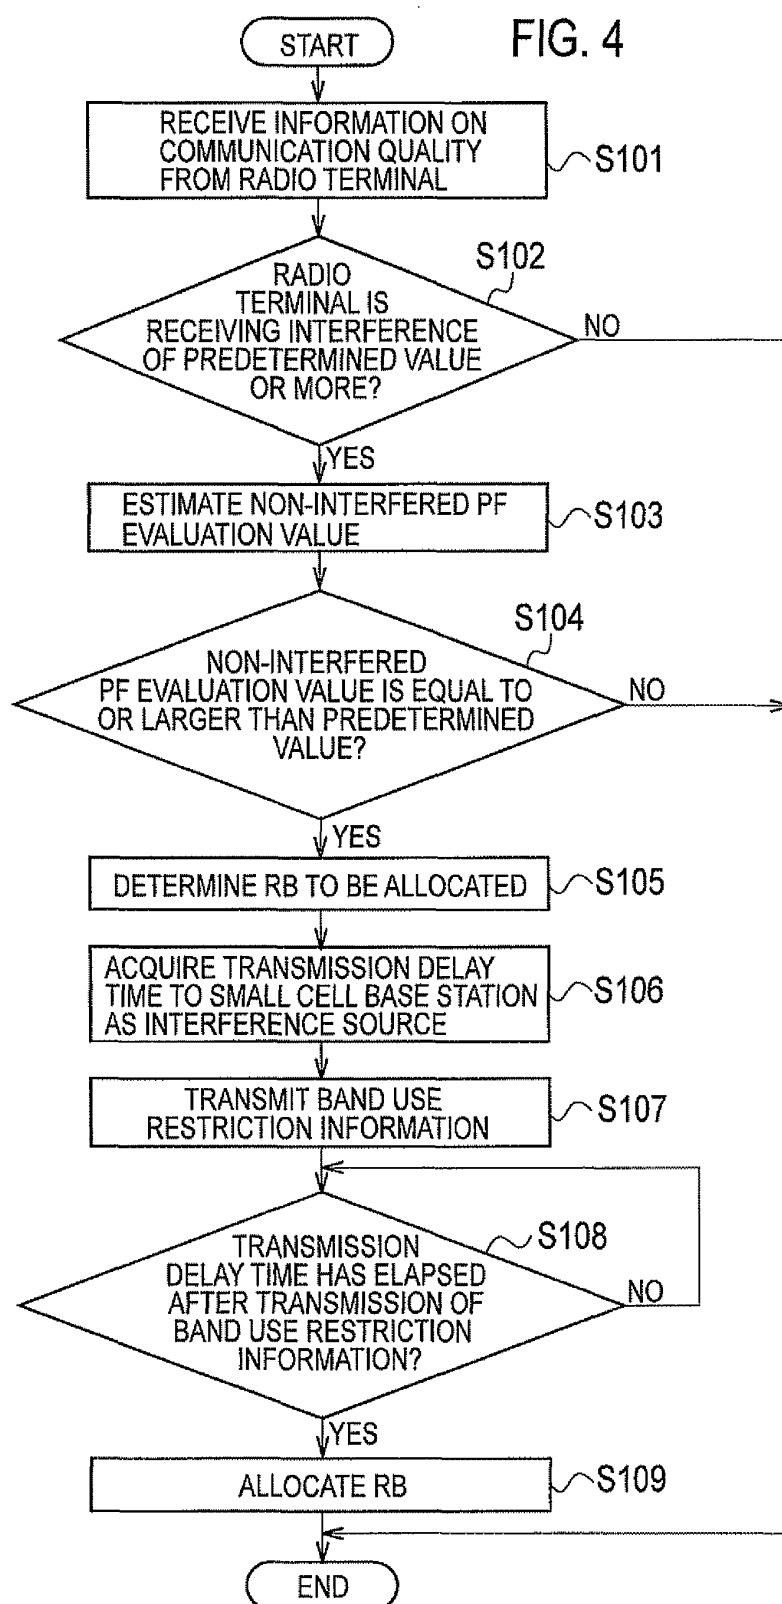 FIG. 4
START
RECEIVE INFORMATION ON
COMMUNICATION QUALITY
FROM RADIO TERMINAL
S101
S102
RADIO
TERMINAL IS
RECEIVING INTERFERENCE
OF PREDETERMINED VALUE
OR MORE?
NO
YES
ESTIMATE NON-INTERFERED PF
EVALUATION VALUE
S103
S104
NON-INTERFERED
PF EVALUATION VALUE IS EQUAL TO
OR LARGER THAN PREDETERMINED
VALUE?
NO
YES
DETERMINE RB TO BE ALLOCATED
S105
ACQUIRE TRANSMISSION DELAY
TIME TO SMALL CELL BASE STATION
AS INTERFERENCE SOURCE
S106
TRANSMIT BAND USE
RESTRICTION INFORMATION
S107
S108
TRANSMISSION
DELAY TIME HAS ELAPSED
AFTER TRANSMISSION OF
BAND USE RESTRICTION
INFORMATION?
NO
YES
ALLOCATE RB
S109
END